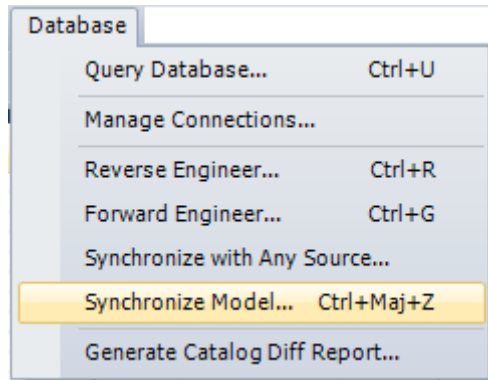 Database
Query Database... Ctrl+U
Manage Connections...
Reverse Engineer... Ctrl+R
Forward Engineer... Ctrl+G
Synchronize with Any Source...
Synchronize Model... Ctrl+Maj+Z
Generate Catalog Diff Report...